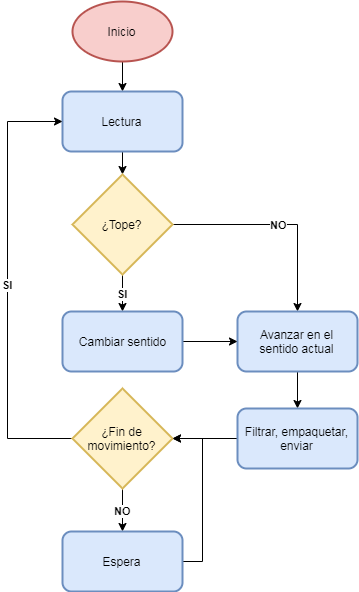 Inicio
Lectura
¿Tope?
NO
SI
SI
Cambiar sentido
Avanzar en el
sentido actual
¿Fin de
movimiento?
Filtrar, empaquetar,
enviar
NO
Espera